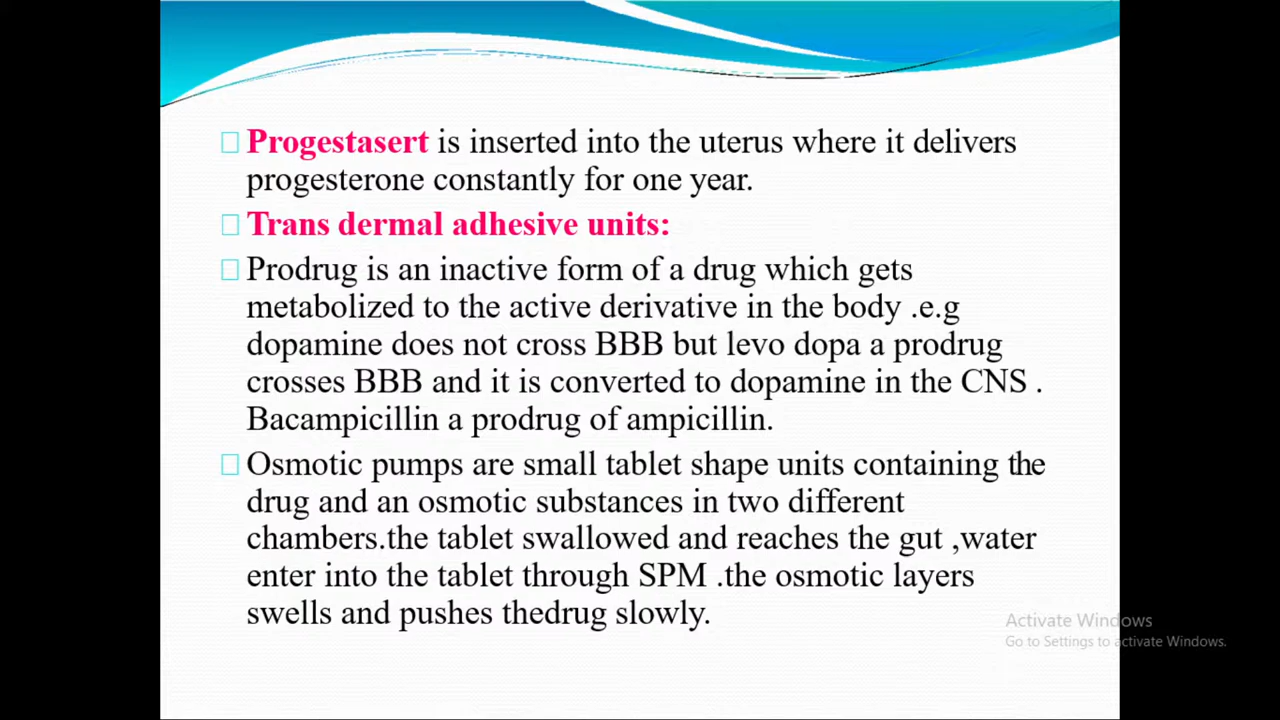 Progestasert is inserted into the uterus where it delivers
progesterone constantly for one year.
Trans dermal adhesive units:
Prodrug is an inactive form of a drug which gets
metabolized to the active derivative in the body .e.g
dopamine does not cross BBB but levo dopa a prodrug
crosses BBB and it is converted to dopamine in the CNS .
Bacampicillin a prodrug of ampicillin.
Osmotic pumps are small tablet shape units containing the
drug and an osmotic substances in two different
chambers.the tablet swallowed and reaches the gut ,water
enter into the tablet through SPM .the osmotic layers
swells and pushes thedrug slowly.
Activate Windows
Go to Settings to activate Windows.